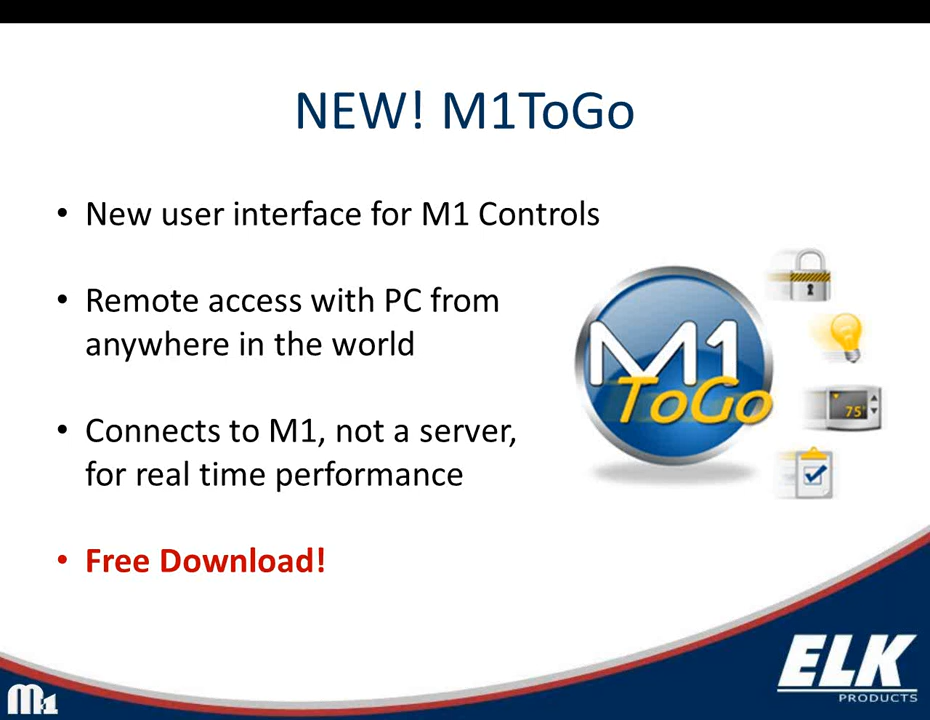 NEW! M1ToGo
• New user interface for M1 Controls
• Remote access with PC from
anywhere in the world
• Connects to M1, not a server,
for real time performance
• Free Download!
M1
ToGo
75°
M1
ELK
PRODUCTS